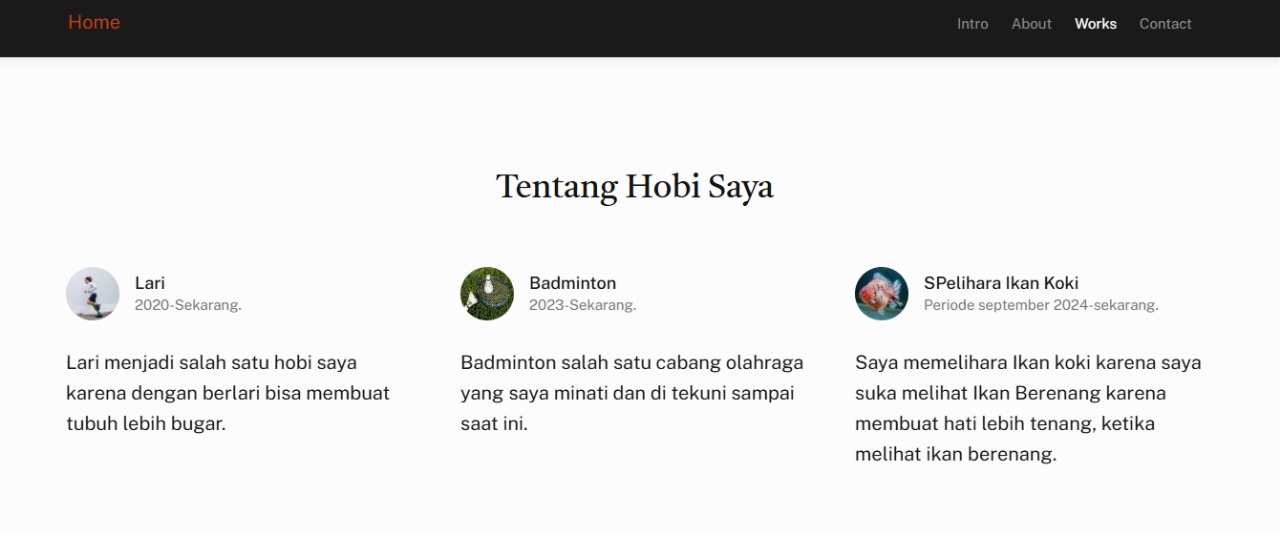 Home
Intro About Works Contact
Tentang Hobi Saya
Lari
2020-Sekarang.
Lari menjadi salah satu hobi saya
karena dengan berlari bisa membuat
tubuh lebih bugar.
Badminton
2023-Sekarang.
Badminton salah satu cabang olahraga
yang saya minati dan di tekuni sampai
saat ini.
SPelihara Ikan Koki
Periode september 2024-sekarang.
Saya memelihara Ikan koki karena saya
suka melihat Ikan Berenang karena
membuat hati lebih tenang, ketika
melihat ikan berenang.